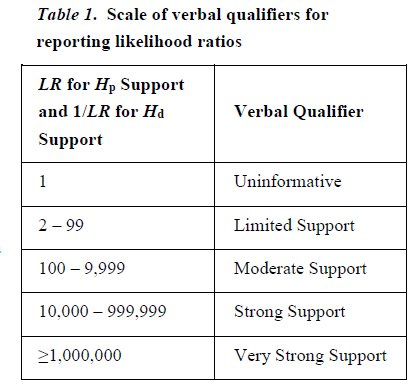 Table 1. Scale of verbal qualifiers for
reporting likelihood ratios
LR for Hp Support
and 1/LR for Hd
Support
Verbal Qualifier
1
Uninformative
2 – 99
Limited Support
100 – 9,999
Moderate Support
10,000 – 999,999
Strong Support
≥1,000,000
Very Strong Support